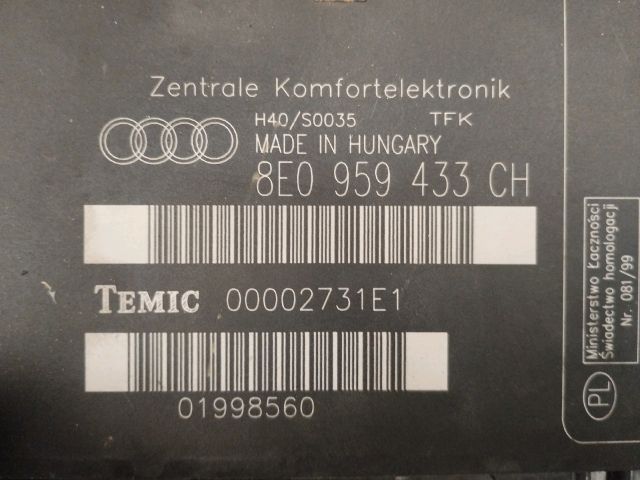 Zentrale Komfortelektronik
H40/S0035 TFK
MADE IN HUNGARY
8E0 959 433 CH
TEMIC 00002731E1
01998560
Ministerstwo Łaczności
Świadectwo homologacji
Nr. 081/99
PL